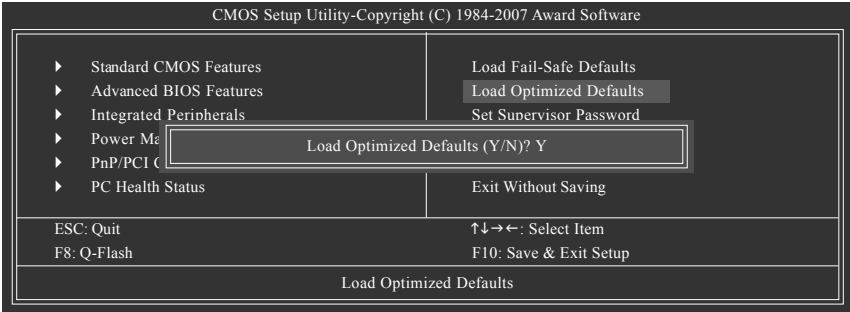 CMOS Setup Utility-Copyright (C) 1984-2007 Award Software
Standard CMOS Features
Advanced BIOS Features
Integrated Peripherals
Power Ma
PnP/PCI
PC Health Status
Load Fail-Safe Defaults
Load Optimized Defaults
Set Supervisor Password
Exit Without Saving
Load Optimized Defaults (Y/N)? Y
ESC: Quit
F8: Q-Flash
↑↓→←: Select Item
F10: Save & Exit Setup
Load Optimized Defaults